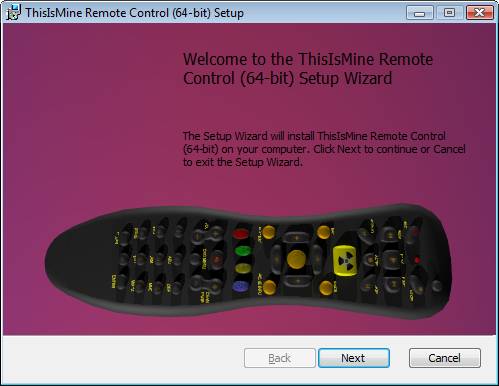 ThisIsMine Remote Control (64-bit) Setup
Welcome to the ThisIsMine Remote
Control (64-bit) Setup Wizard
The Setup Wizard will install ThisIsMine Remote Control
(64-bit) on your computer. Click Next to continue or Cancel
to exit the Setup Wizard.
Back
Next
Cancel